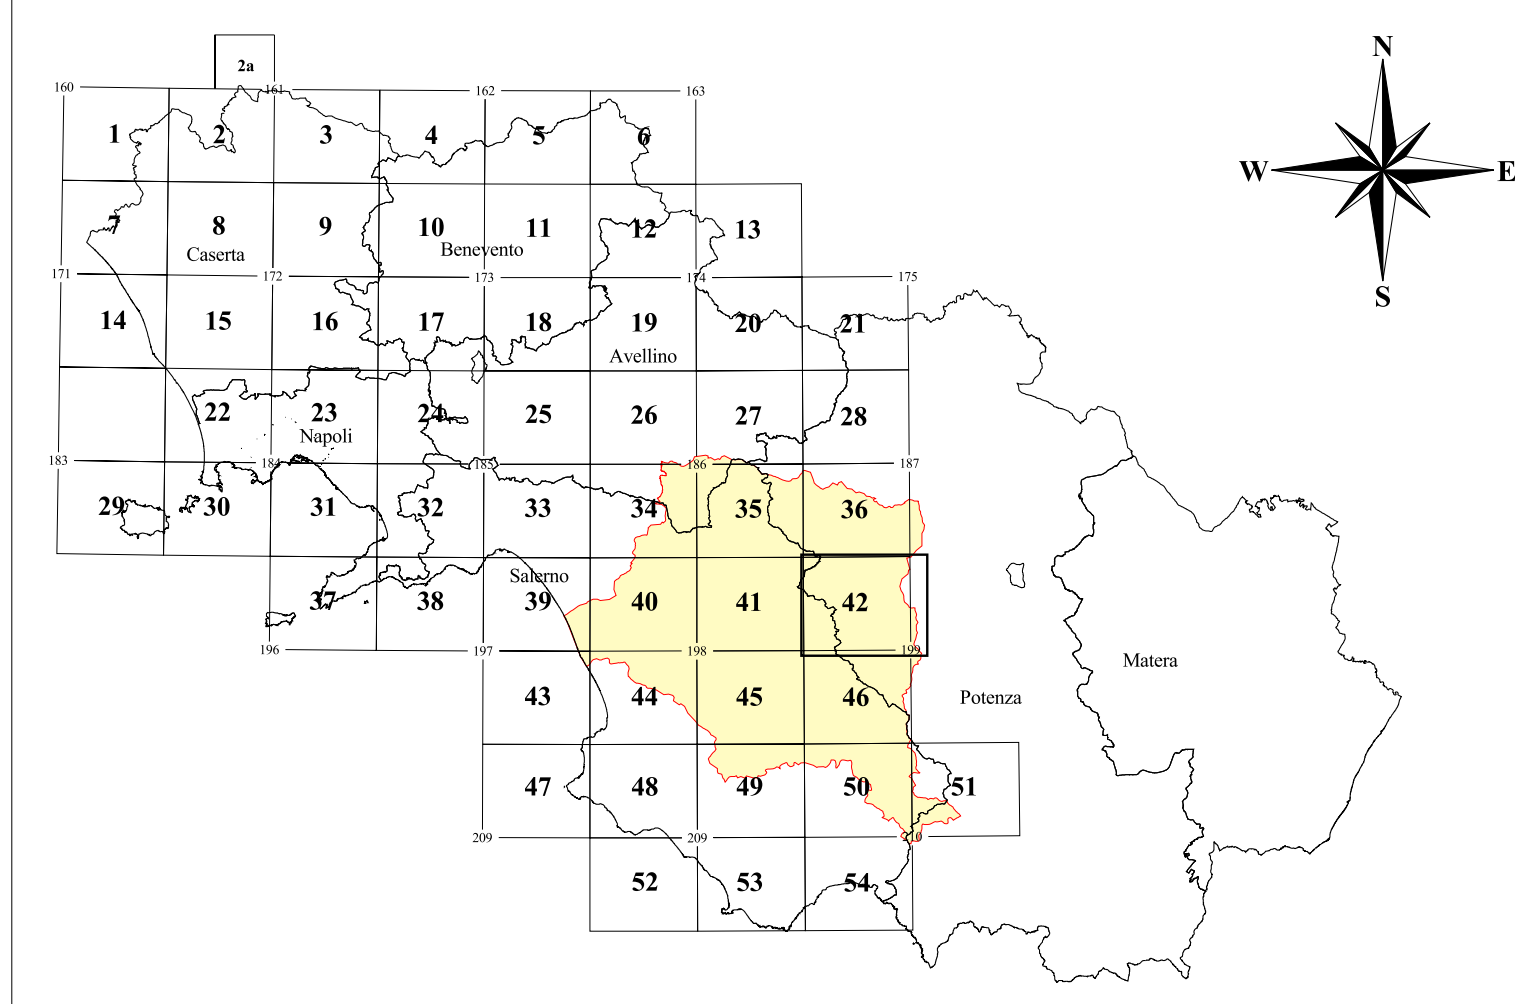 N
W E
S
2a
160 161 162 163
1 2 3 4 5 6
7 8 9 10 11 12 13
Caserta Benevento
171 172 173 174 175
14 15 16 17 18 19 20 21
Avellino
22 23 24 25 26 27 28
Napoli
183 184 185 186 187
29 30 31 32 33 34 35 36
Salerno
37 38 39 40 41 42
196 197 198 199
Matera
43 44 45 46
Potenza
47 48 49 50 51
209 209 210
52 53 54